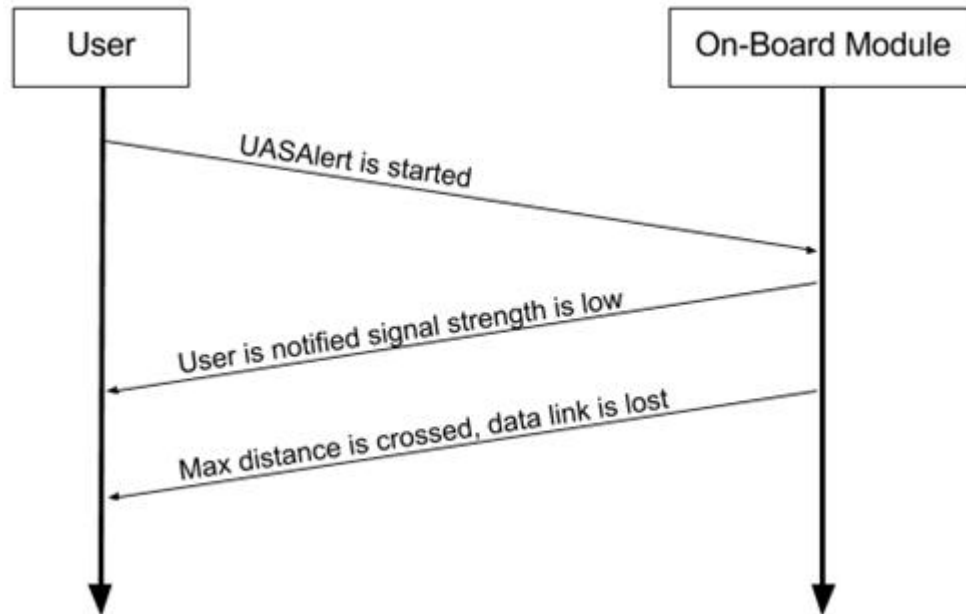 User
On-Board Module
UASAlert is started
User is notified signal strength is low
Max distance is crossed, data link is lost